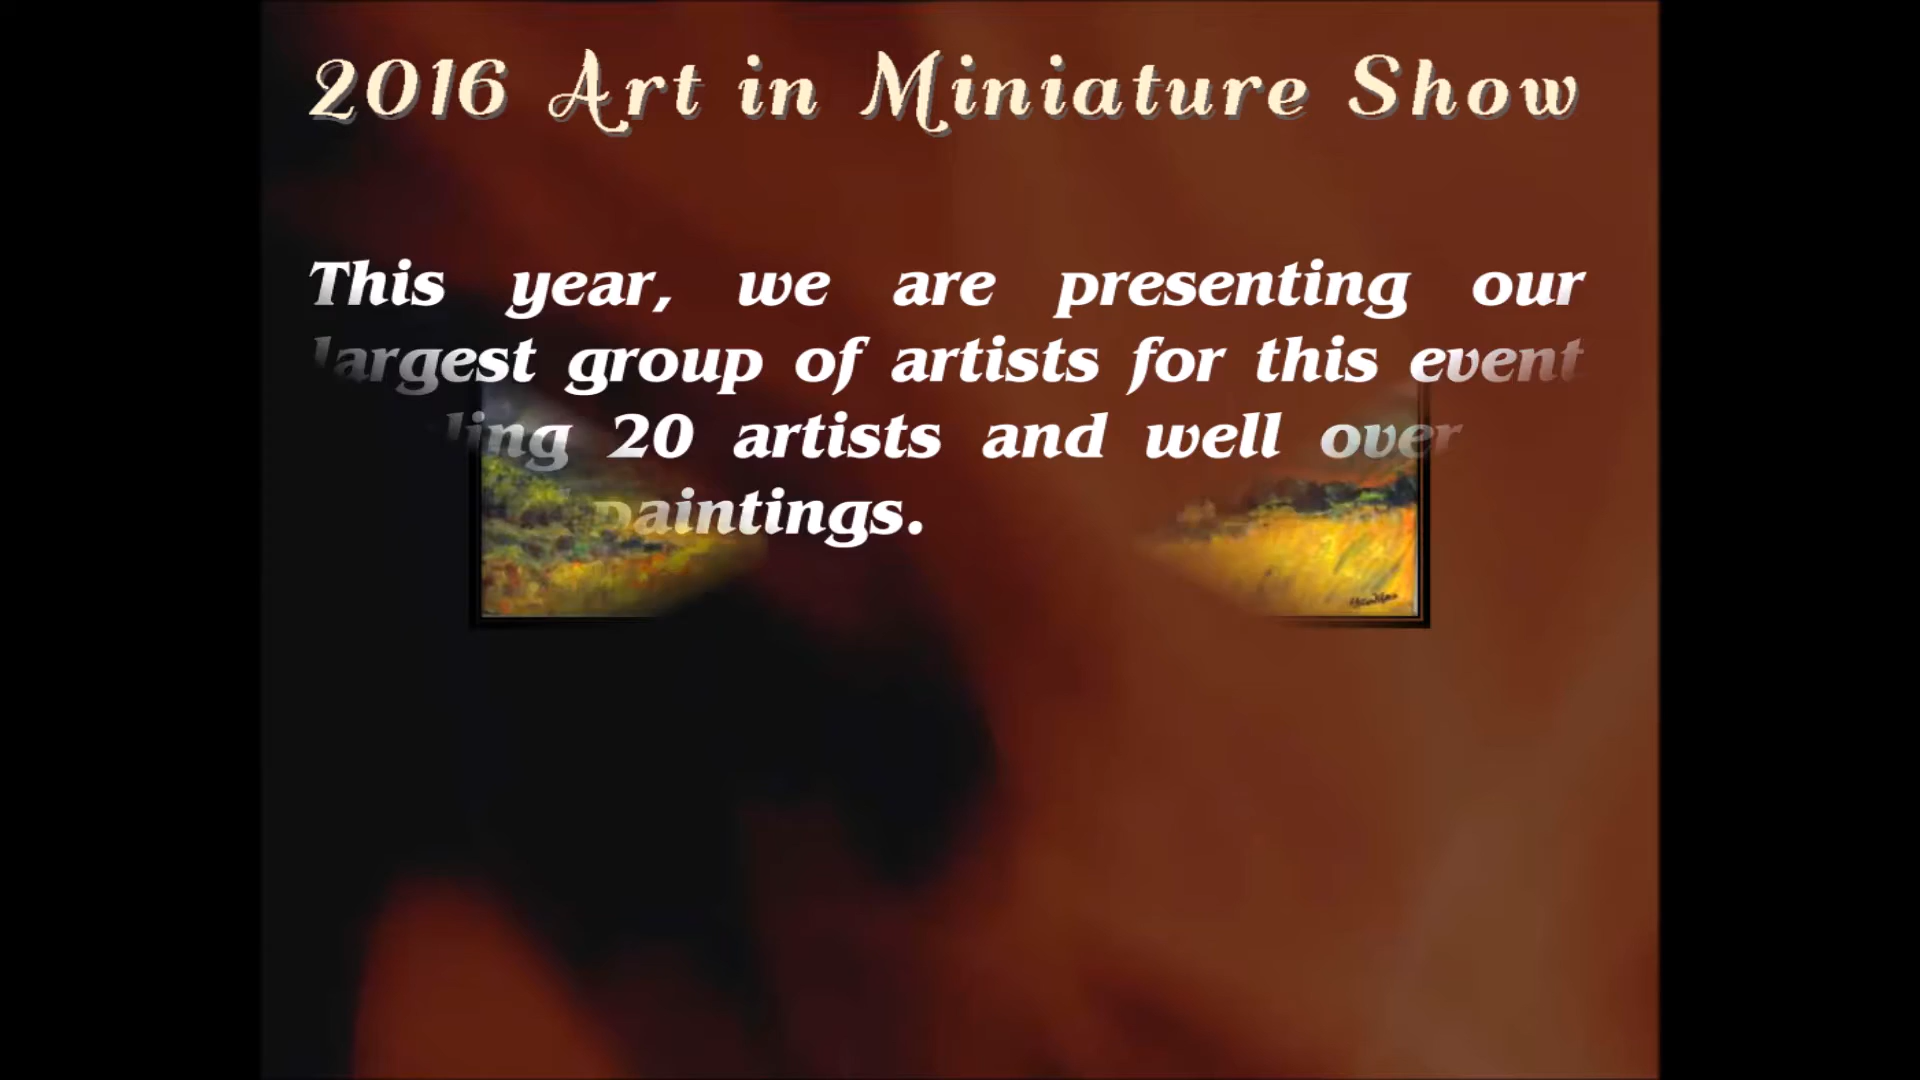 2016 Art in Miniature Show
This year, we are presenting our
largest group of artists for this event
20 artists and well over
paintings.